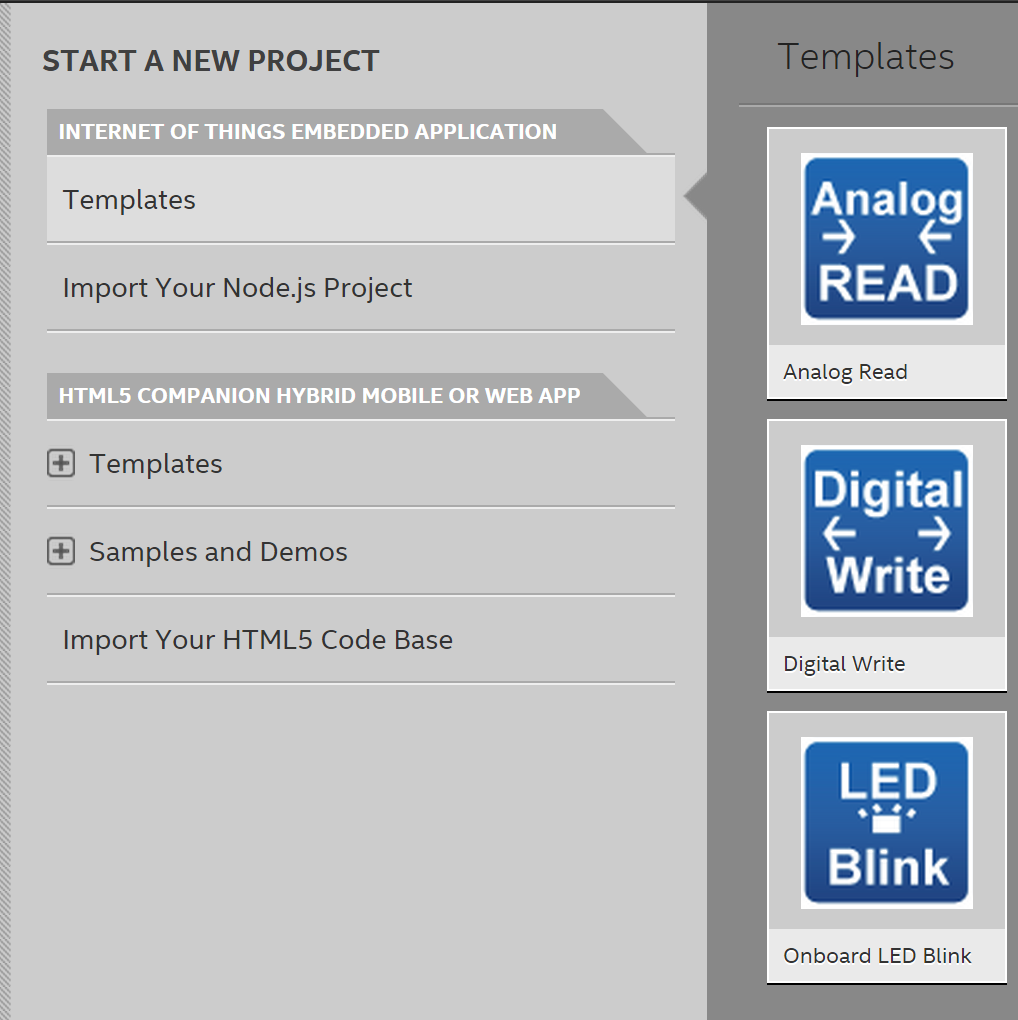 START A NEW PROJECT
INTERNET OF THINGS EMBEDDED APPLICATION
Templates
Import Your Node.js Project
HTML5 COMPANION HYBRID MOBILE OR WEB APP
Templates
Samples and Demos
Import Your HTML5 Code Base
Templates
Analog
READ
Analog Read
Digital
Write
Digital Write
LED
Blink
Onboard LED Blink